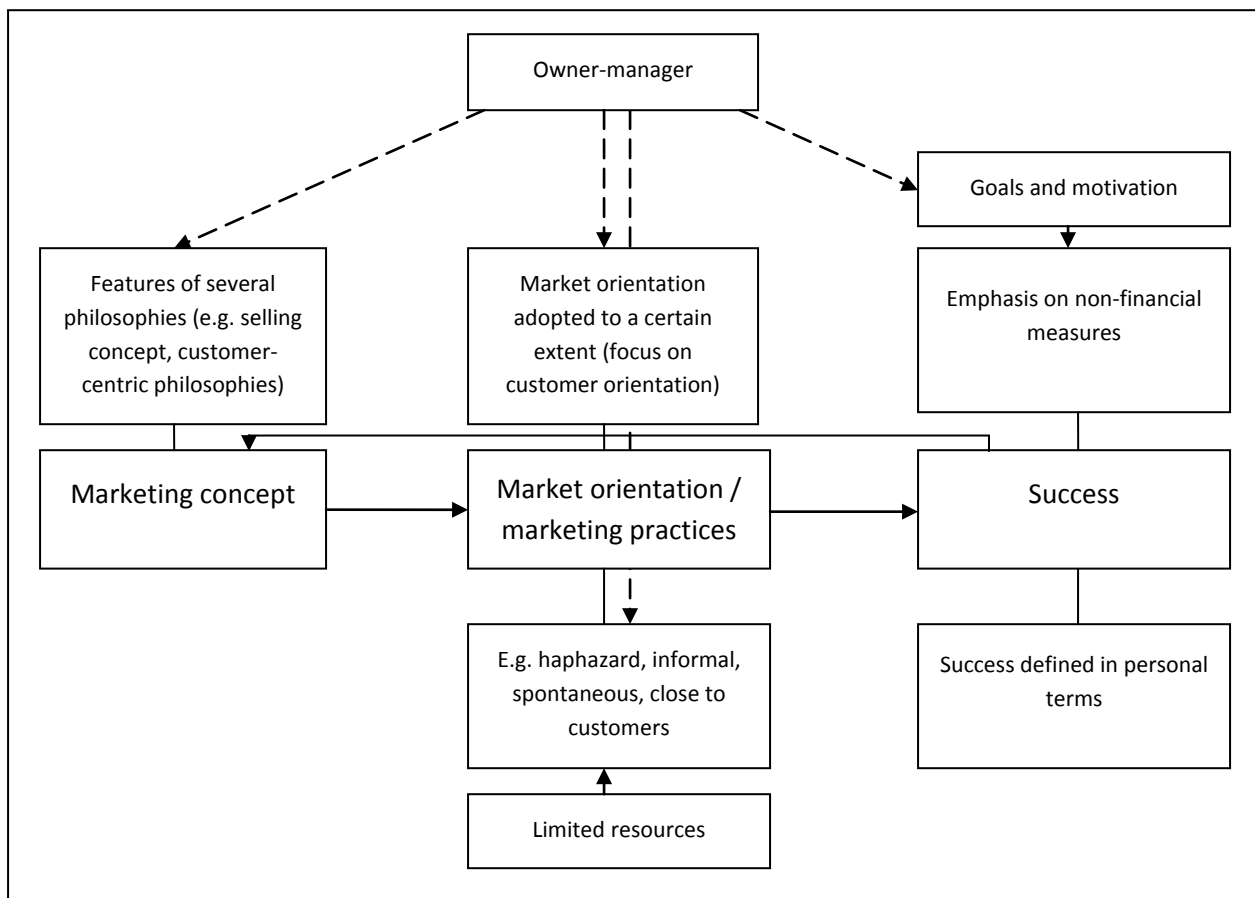 Owner-manager
Goals and motivation
Features of several
philosophies (e.g. selling
concept, customer-
centric philosophies)
Market orientation
adopted to a certain
extent (focus on
customer orientation)
Emphasis on non-financial
measures
Marketing concept
Market orientation /
marketing practices
Success
E.g. haphazard, informal,
spontaneous, close to
customers
Success defined in personal
terms
Limited resources